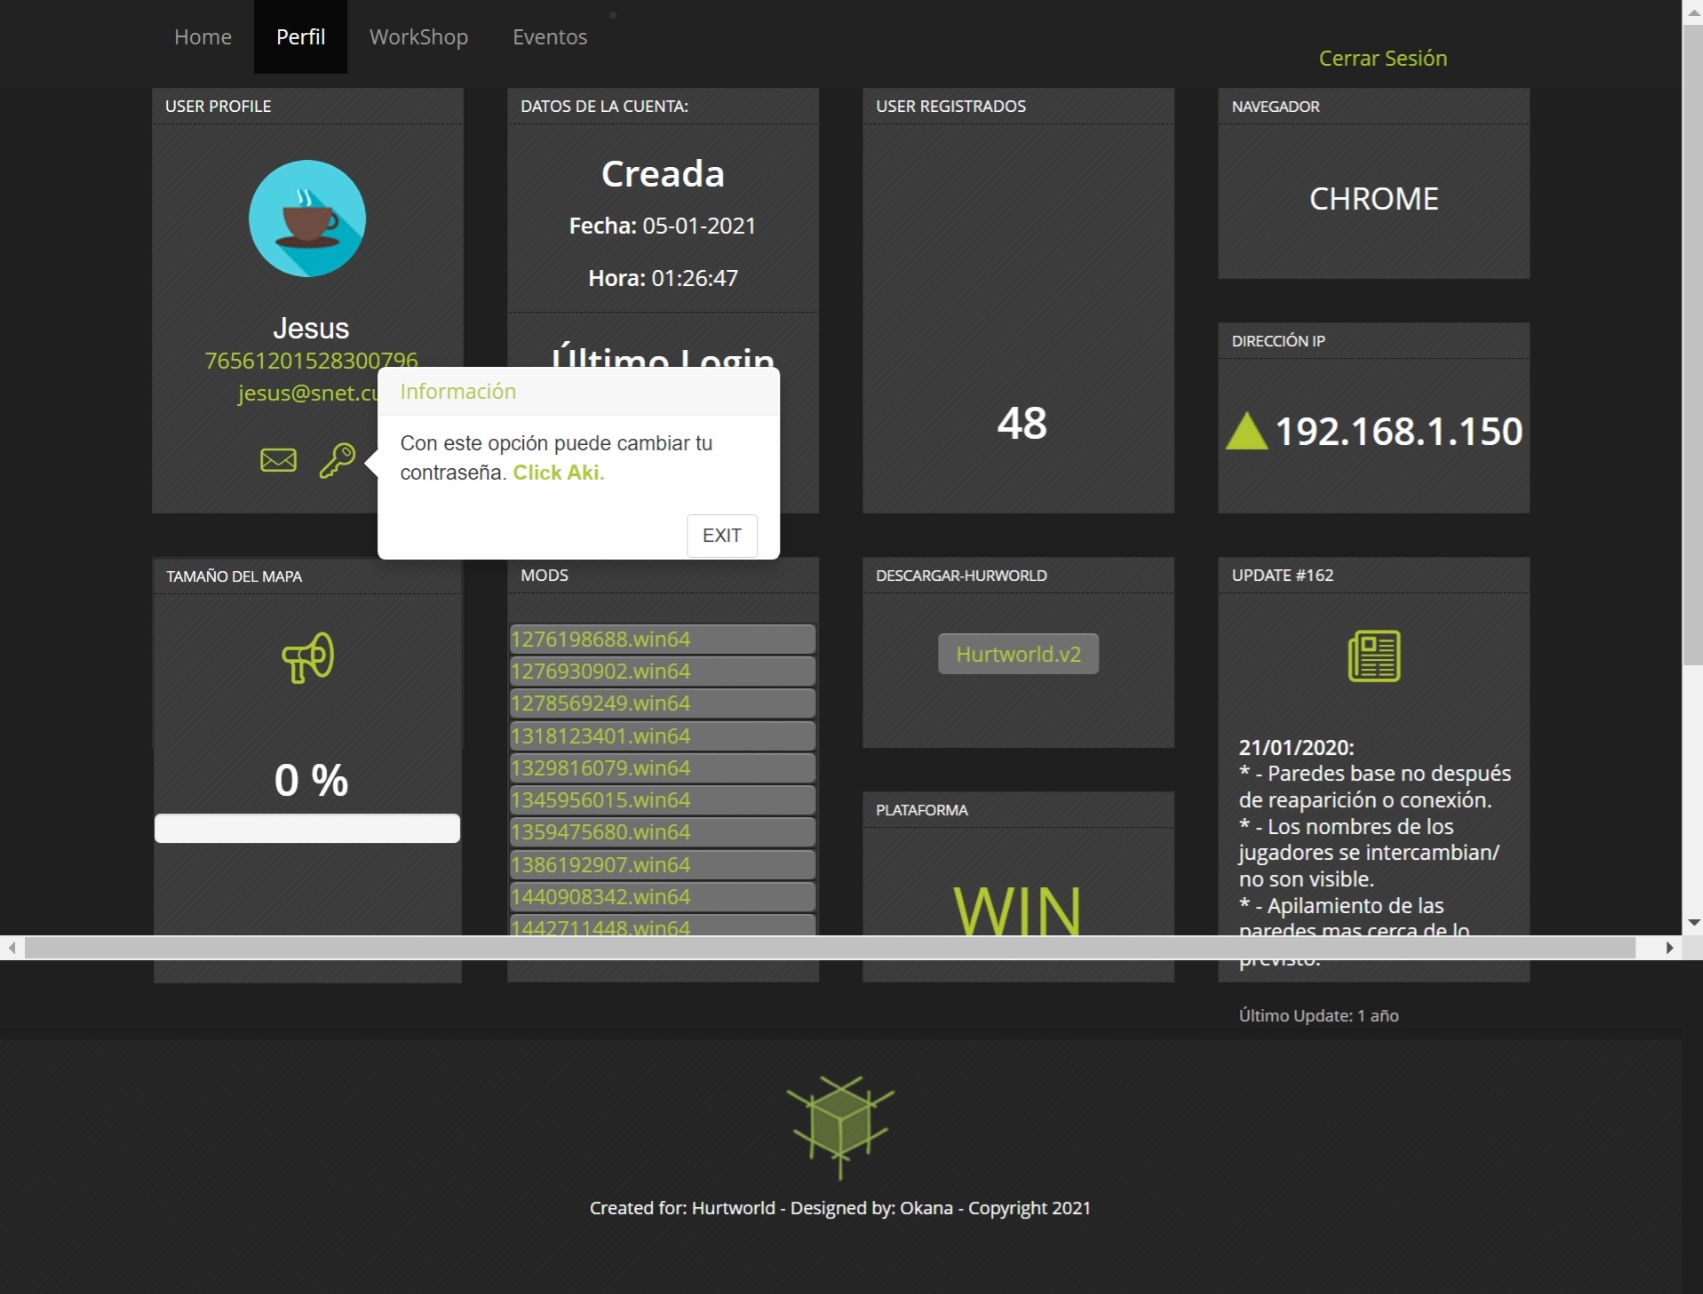 Home
Perfil
WorkShop
Eventos
Cerrar Sesión
USER PROFILE
Jesus
76561201528300796
jesus@snet.cu
DATOS DE LA CUENTA:
Creada
Fecha: 05-01-2021
Hora: 01:26:47
Último Login
Información
Con este opción puede cambiar tu
contraseña. Click Aki.
EXIT
USER REGISTRADOS
48
NAVEGADOR
CHROME
DIRECCIÓN IP
192.168.1.150
TAMAÑO DEL MAPA
0 %
MODS
1276198688.win64
1276930902.win64
1278569249.win64
1318123401.win64
1329816079.win64
1345956015.win64
1359475680.win64
1386192907.win64
1440908342.win64
1442711448.win64
DESCARGAR-HURWORLD
Hurtworld.v2
PLATAFORMA
WIN
UPDATE #162
21/01/2020:
* - Paredes base no después
de reaparición o conexión.
* - Los nombres de los
jugadores se intercambian/
no son visible.
* - Apilamiento de las
paredes mas cerca de lo
previsto.
Último Update: 1 año
Created for: Hurtworld - Designed by: Okana - Copyright 2021